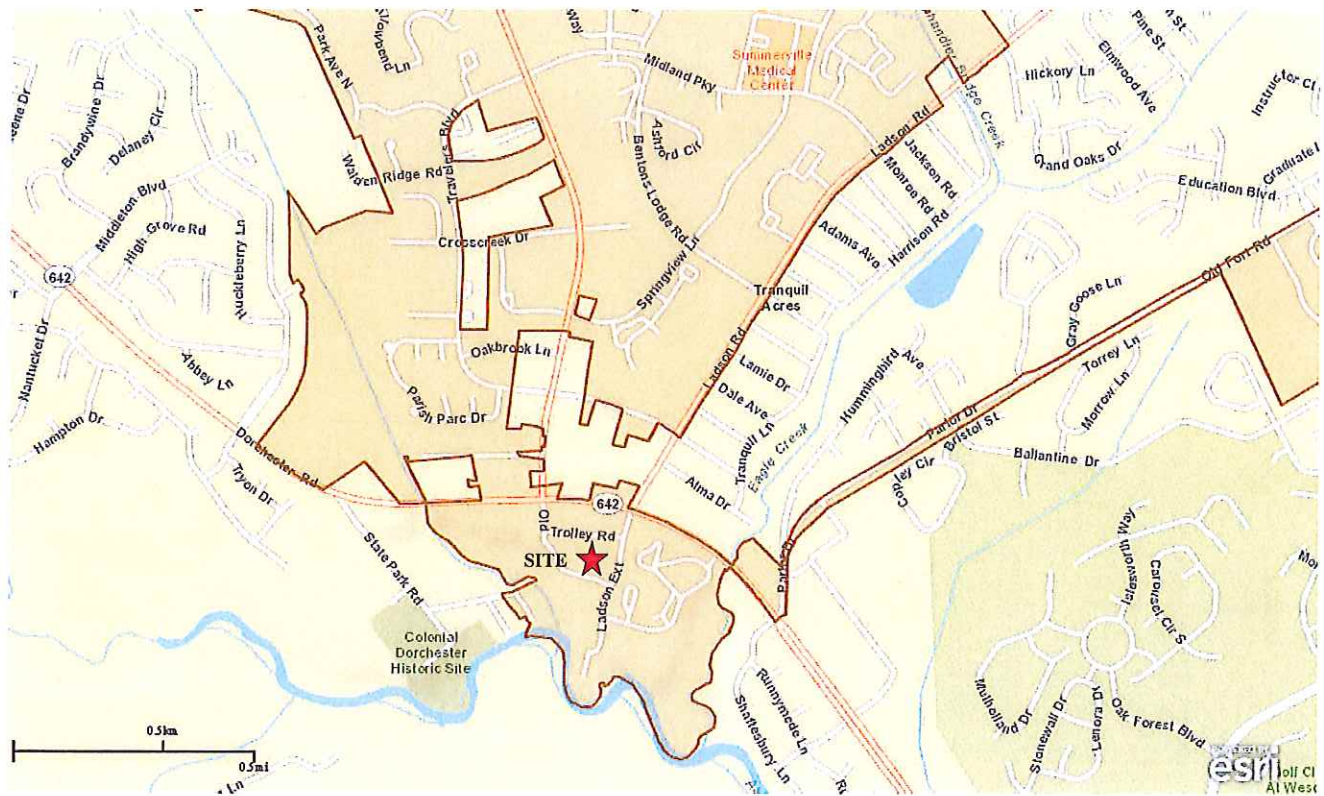 Park Ave N
Midland Pky
Summerville
Medical
Center
Hickory Ln
Pine St
Elmwood Ave
Brandywine Dr
Delaney Cir
Middleton Blvd
High Grove Rd
Huckleberry Ln
Walden Ridge Rd
Travelers Blvd
Ashford Cir
Bentons Lodge Rd
Ladson Rd
Jackson Rd
Monroe Rd
Harrison Rd
Grand Oaks Dr
Education Blvd
Adams Ave
642
Crosscreek Dr
Springview Ln
Tranquil
Acres
Old Fort Rd
Gray Goose Ln
Nantucket Dr
Abbey Ln
Oakbrook Ln
Ladson Rd
Lamie Dr
Dale Ave
Hummingbird Ave
Torrey Ln
Morrow Ln
Hampton Dr
Parish Parc Dr
Tranquil Ln
Eagle Creek
Parlor Dr
Bristol St
Ballantine Dr
Copley Cir
Dorchester Rd
Tryon Dr
Alma Dr
642
Old
Trolley Rd
SITE
State Park Rd
Ladson Ext
Parlor Dr
Islesworth Way
Carousel Cir S
Colonial
Dorchester
Historic Site
Runnymede Ln
Shaftesbury Ln
Mulholland Dr
Stonewall Dr
Lenora Dr
Oak Forest Blvd
0.5km
0.5mi
esri